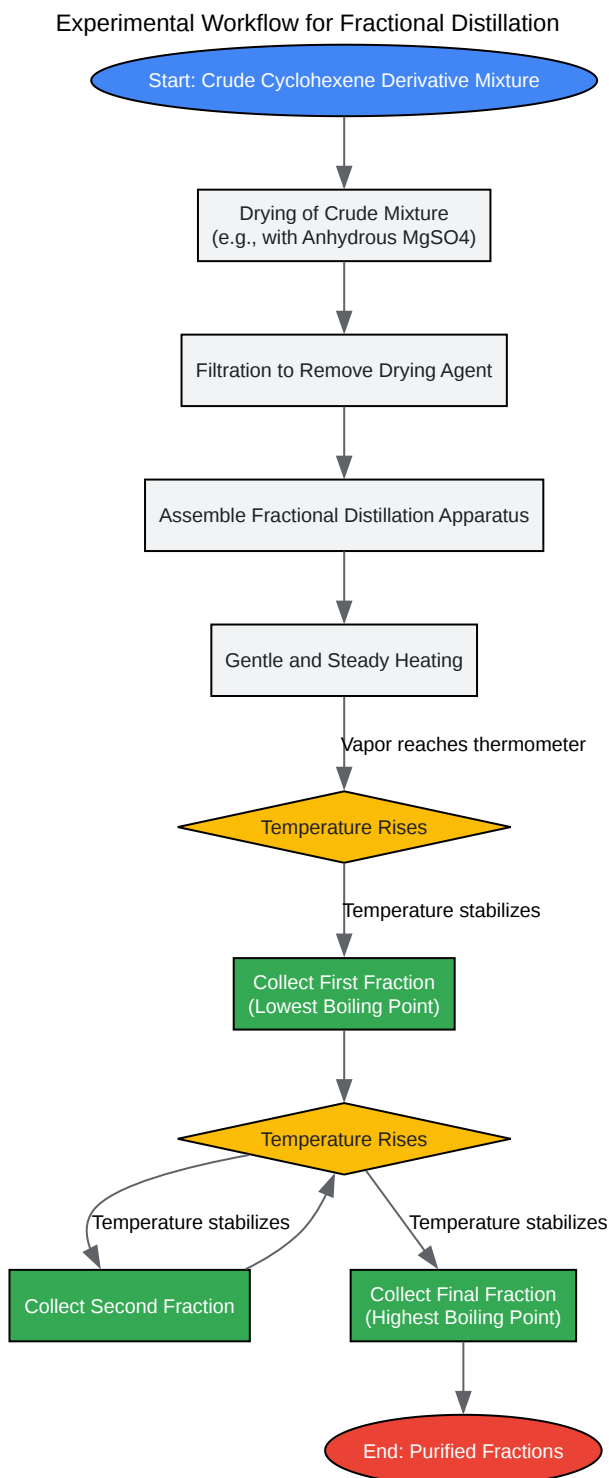 Experimental Workflow for Fractional Distillation
Start: Crude Cyclohexene Derivative Mixture
Drying of Crude Mixture
(e.g., with Anhydrous MgSO4)
Filtration to Remove Drying Agent
Assemble Fractional Distillation Apparatus
Gentle and Steady Heating
Vapor reaches thermometer
Temperature Rises
Temperature stabilizes
Collect First Fraction
(Lowest Boiling Point)
Temperature Rises
Temperature stabilizes
Temperature stabilizes
Collect Second Fraction
Collect Final Fraction
(Highest Boiling Point)
End: Purified Fractions